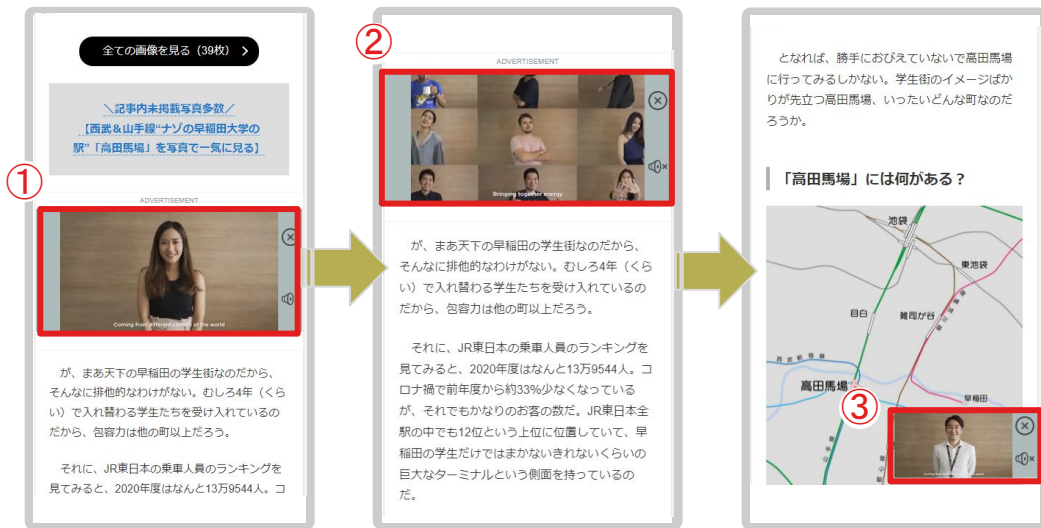 全ての画像を見る（39枚）
＼記事内未掲載写真多数／
【西武&山手線“ナゾの早稲田大学の
駅”「高田馬場」を写真で一気に見る】
①
ADVERTISEMENT
Coming from different corners of the world
が、まあ天下の早稲田の学生街なのだから、
そんなに排他的なわけがない。むしろ4年（くら
い）で入れ替わる学生たちを受け入れているの
だから、包容力は他の町以上だろう。
それに、JR東日本の乗車人員のランキングを
見てみると、2020年度はなんと13万9544人。コ
②
ADVERTISEMENT
Bringing together energy
が、まあ天下の早稲田の学生街なのだから、
そんなに排他的なわけがない。むしろ4年（くら
い）で入れ替わる学生たちを受け入れているの
だから、包容力は他の町以上だろう。
それに、JR東日本の乗車人員のランキングを
見てみると、2020年度はなんと13万9544人。コ
ロナ禍で前年度から約33%少なくなっている
が、それでもかなりのお客の数だ。JR東日本全
駅の中でも12位という上位に位置していて、早
稲田の学生だけではまかないきれないくらいの
巨大なターミナルという側面を持っているの
だ。
となれば、勝手におびえていないで高田馬場
に行ってみるしかない。学生街のイメージばか
りが先立つ高田馬場、いったいどんな町なのだ
ろうか。
「高田馬場」には何がある？
池袋
東池袋
目白
雑司が谷
西武新宿線
高田馬場
③
早稲田
Coming from different corners of the world